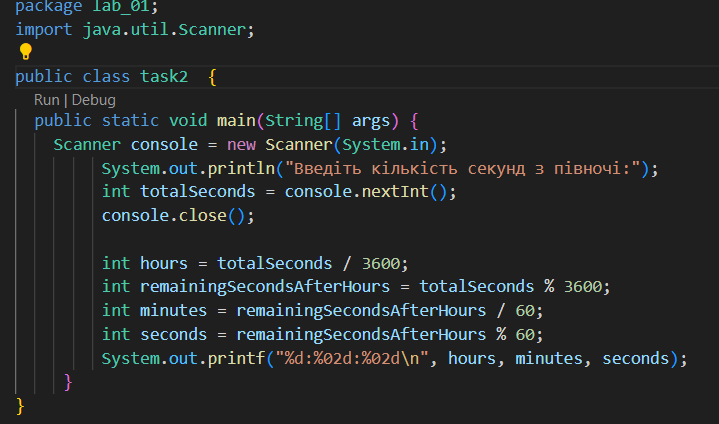 package lab_01;
import java.util.Scanner;
public class task2  {
Run | Debug
public static void main(String[] args) {
Scanner console = new Scanner(System.in);
System.out.println("Введіть кількість секунд з півночі:");
int totalSeconds = console.nextInt();
console.close();
int hours = totalSeconds / 3600;
int remainingSecondsAfterHours = totalSeconds % 3600;
int minutes = remainingSecondsAfterHours / 60;
int seconds = remainingSecondsAfterHours % 60;
System.out.printf("%d:%02d:%02d\n", hours, minutes, seconds);
}
}